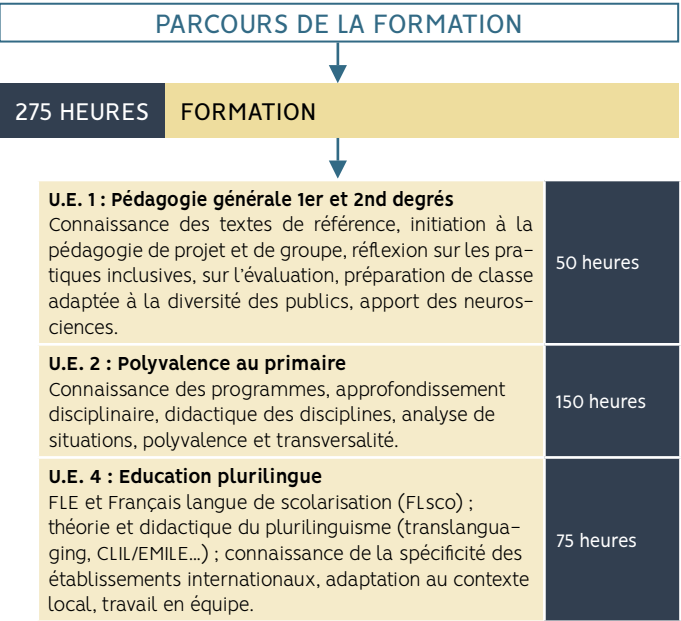 PARCOURS DE LA FORMATION
275 HEURES FORMATION
U.E. 1 : Pédagogie générale 1er et 2nd degrés
Connaissance des textes de référence, initiation à la
pédagogie de projet et de groupe, réflexion sur les pra-
tiques inclusives, sur l'évaluation, préparation de classe
adaptée à la diversité des publics, apport des neuros-
ciences.
50 heures
U.E. 2 : Polyvalence au primaire
Connaissance des programmes, approfondissement
disciplinaire, didactique des disciplines, analyse de
situations, polyvalence et transversalité.
150 heures
U.E. 4 : Education plurilingue
FLE et Français langue de scolarisation (FLsco) ;
théorie et didactique du plurilinguisme (translangua-
ging, CLIL/EMILE...) ; connaissance de la spécificité des
établissements internationaux, adaptation au contexte
local, travail en équipe.
75 heures